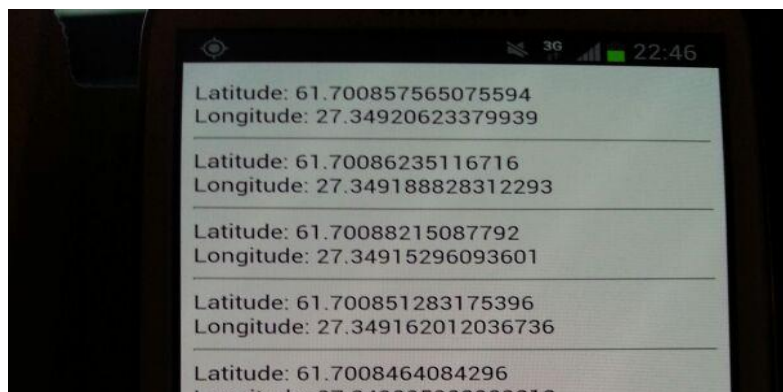 3G 22:46
Latitude: 61.700857565075594
Longitude: 27.34920623379939
Latitude: 61.70086235116716
Longitude: 27.349188828312293
Latitude: 61.70088215087792
Longitude: 27.34915296093601
Latitude: 61.700851283175396
Longitude: 27.349162012036736
Latitude: 61.7008464084296